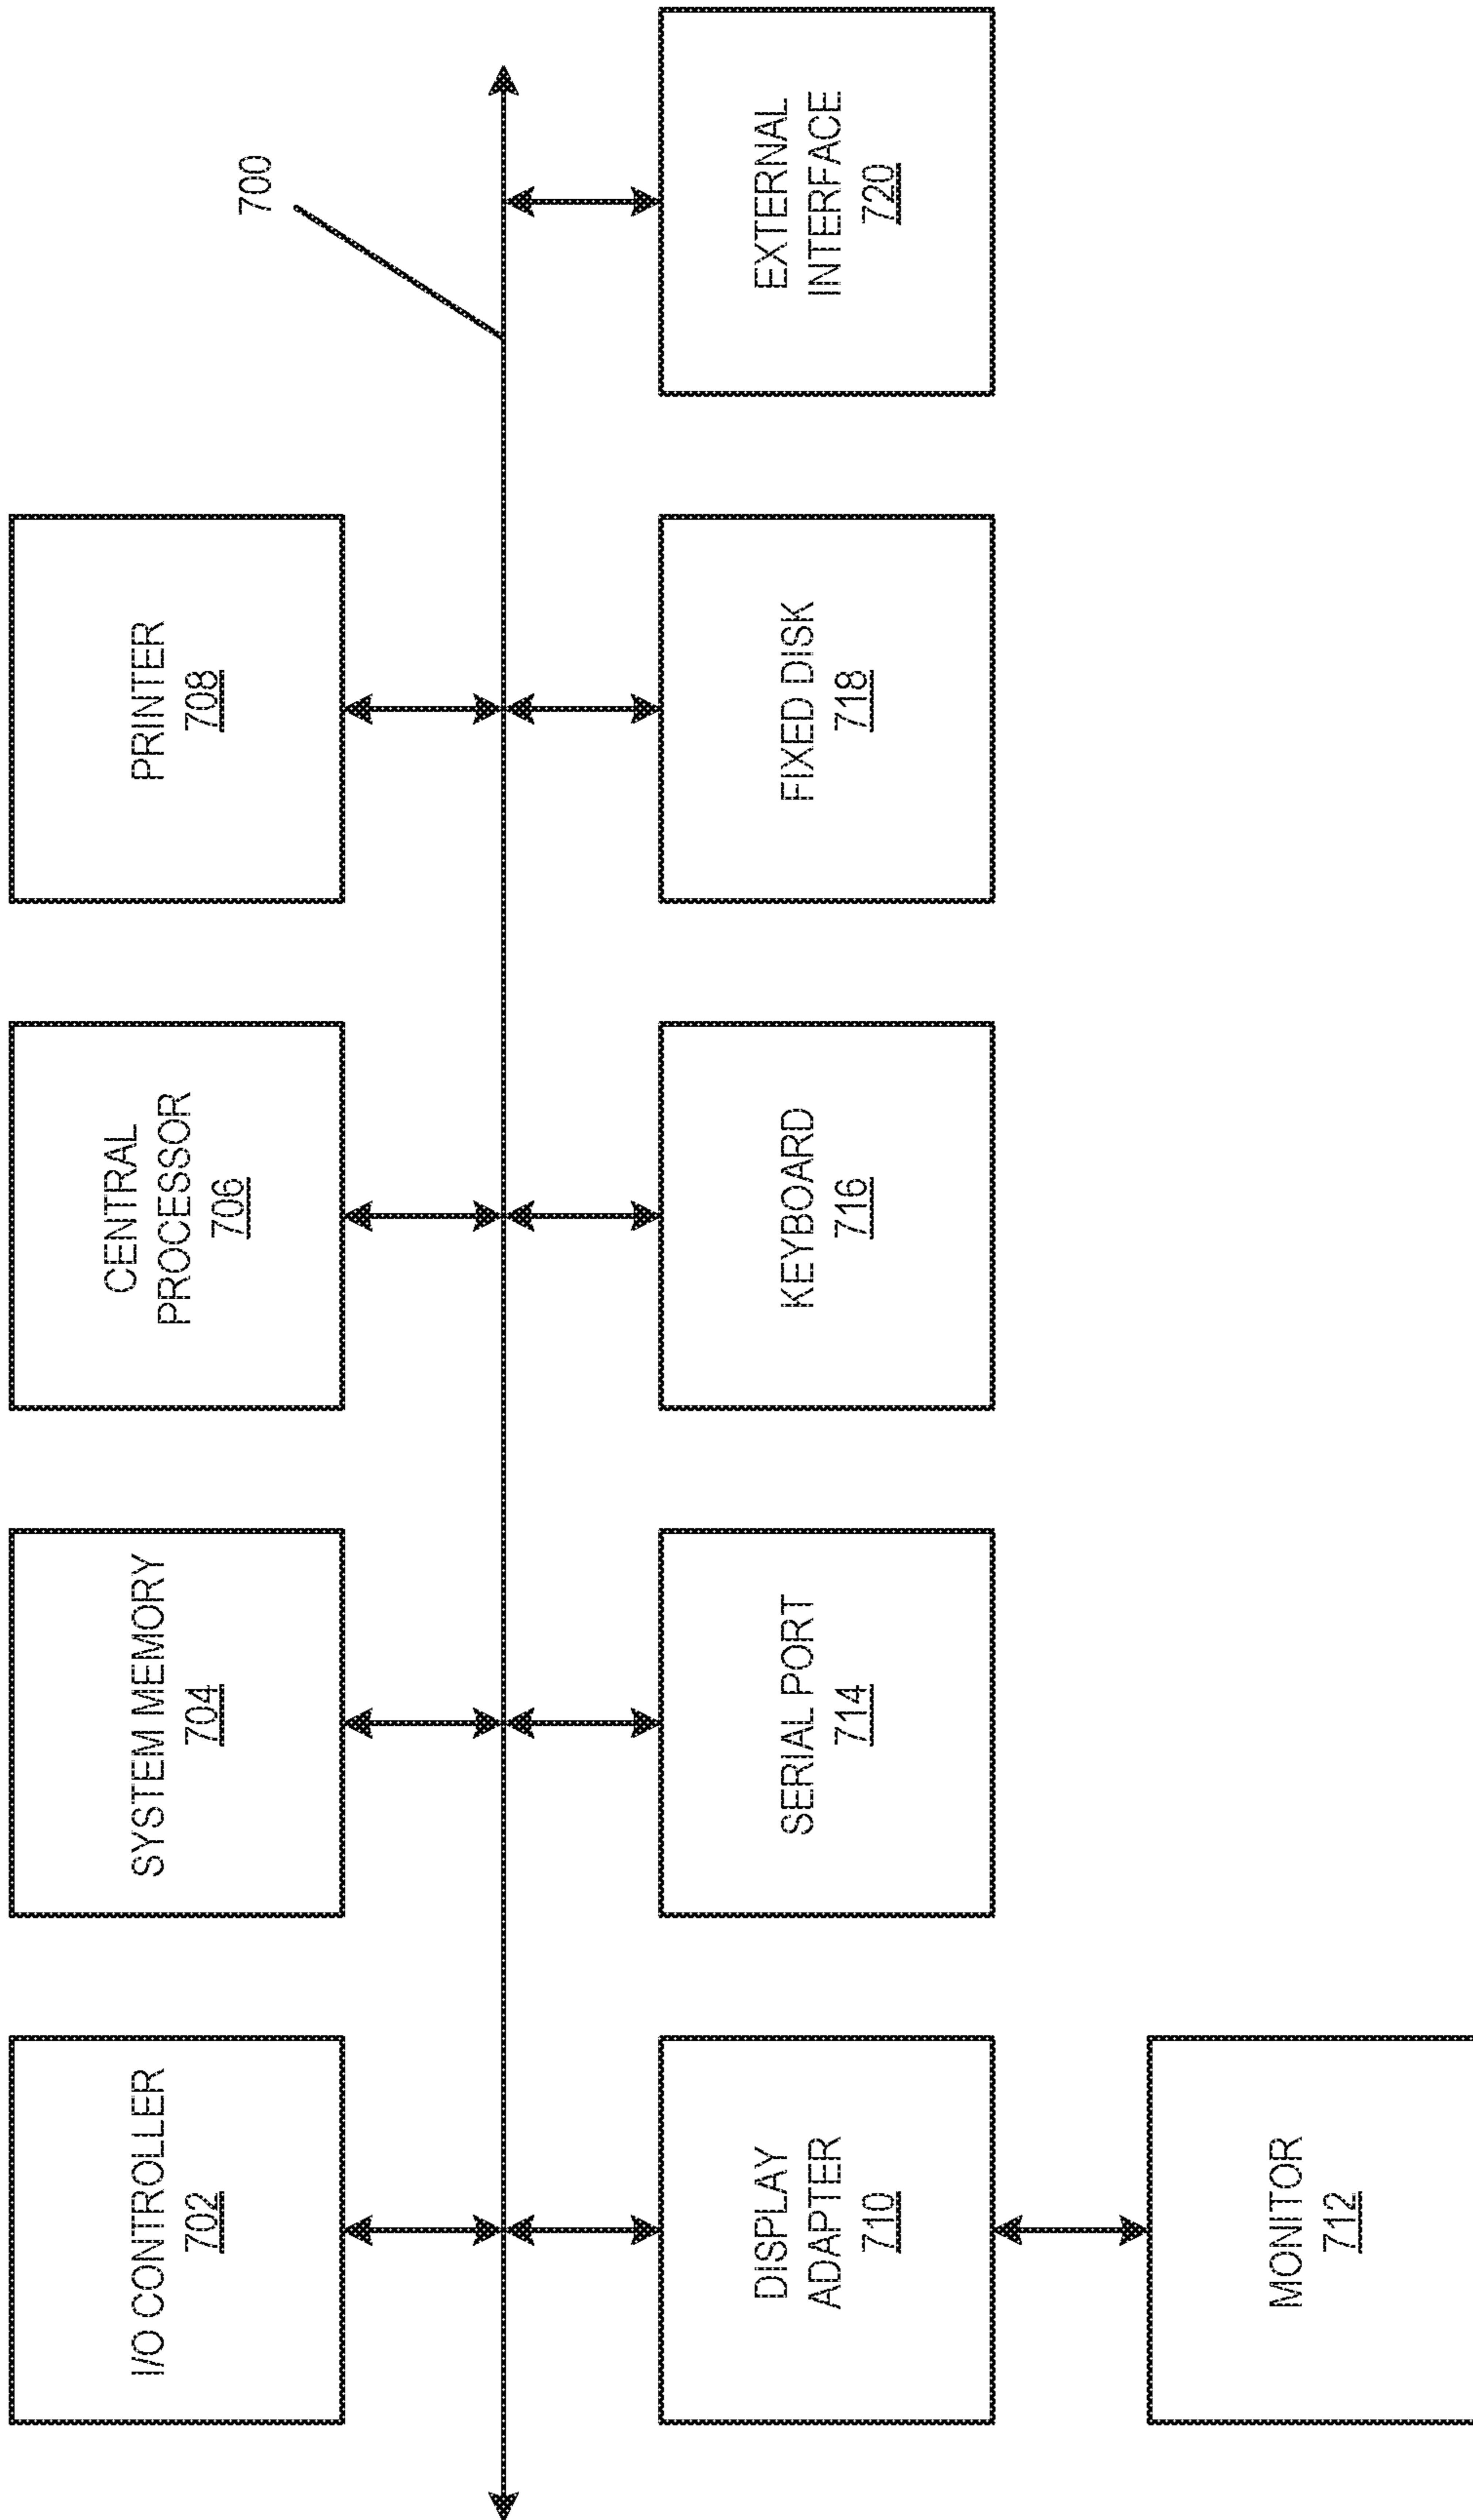 I/O CONTROLLER
702
SYSTEM MEMORY
704
CENTRAL
PROCESSOR
706
PRINTER
708
700
DISPLAY
ADAPTER
710
SERIAL PORT
714
KEYBOARD
716
FIXED DISK
718
EXTERNAL
INTERFACE
720
MONITOR
712